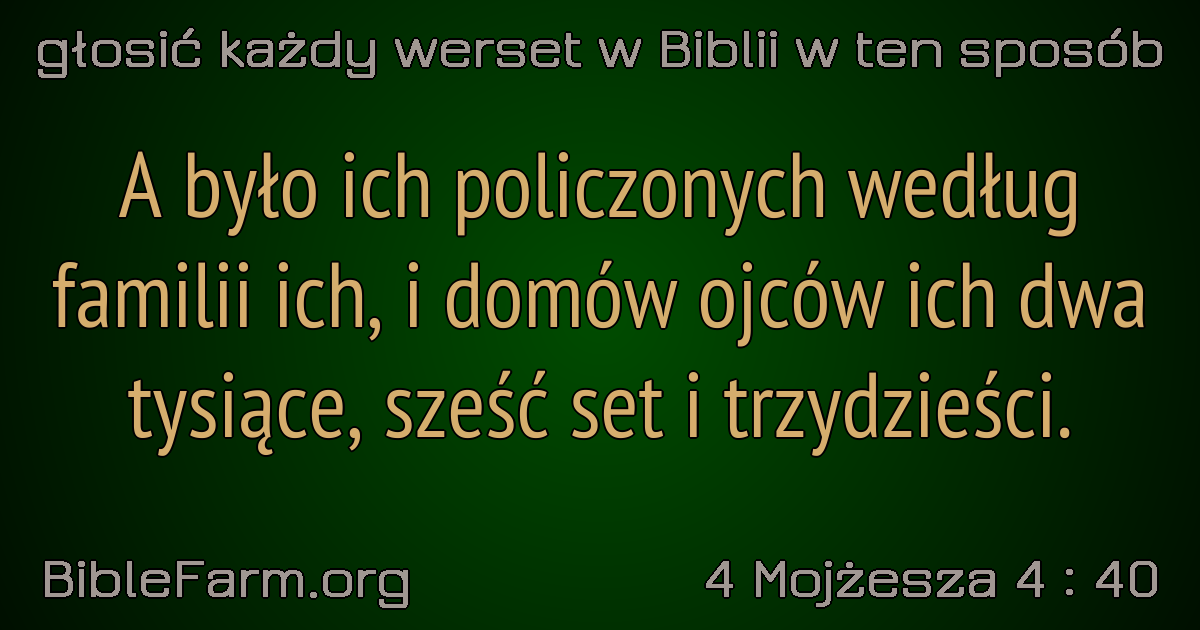 głosić każdy werset w Biblii w ten sposób
A było ich policzonych według
familii ich, i domów ojców ich dwa
tysiące, sześć set i trzydzieści.
BibleFarm.org
4 Mojżesza 4 : 40